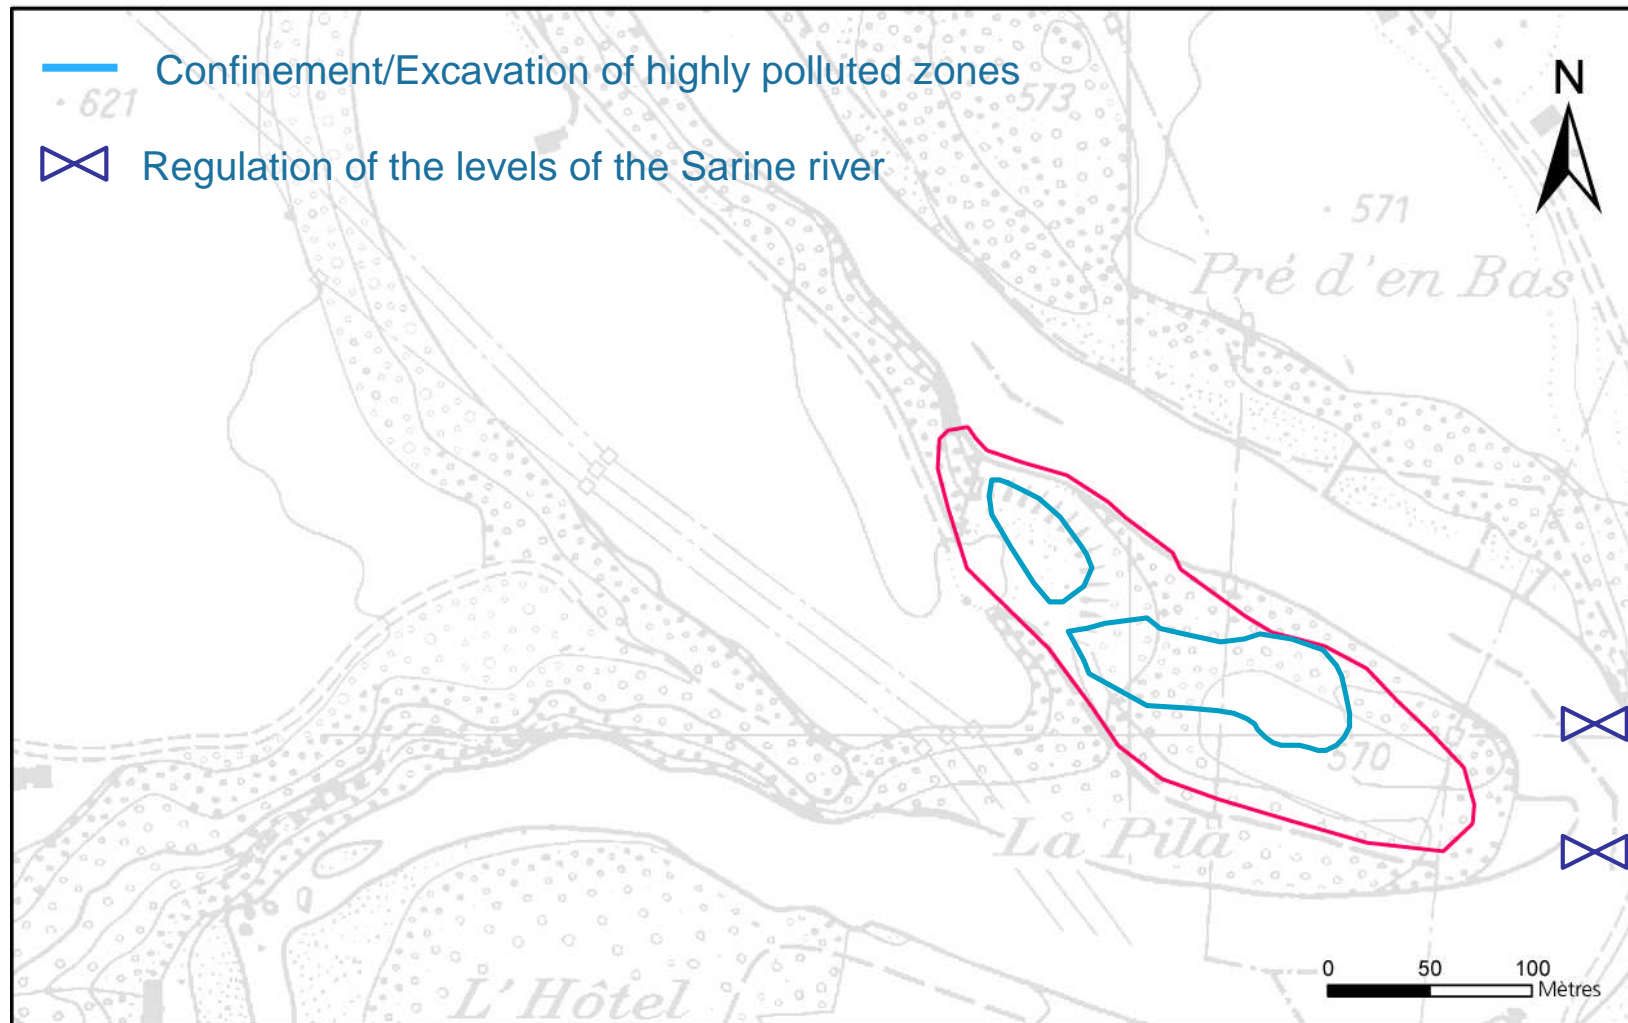 Confinement/Excavation of highly polluted zones
621
573
N
Regulation of the levels of the Sarine river
571
Pré d'en Bas
570
La Pila
L'Hôtel
0 50 100
Mètres